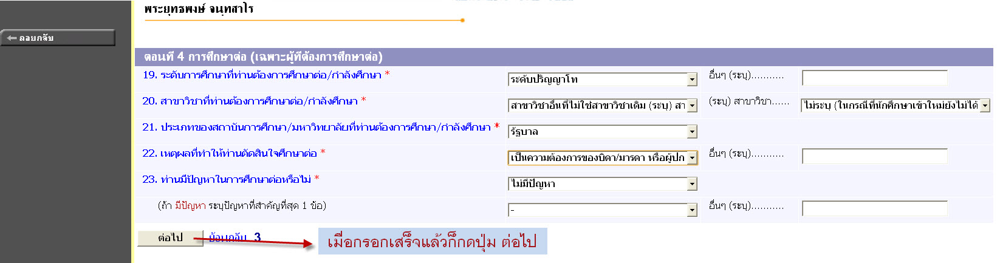 พระยุทธพงษ์ จนฺทสาโร
ถอยกลับ
ตอนที่ 4 การศึกษาต่อ (เฉพาะผู้ที่ต้องการศึกษาต่อ)
19. ระดับการศึกษาที่ท่านต้องการศึกษาต่อ/กำลังศึกษา * ระดับปริญญาโท อื่นๆ (ระบุ)...........
20. สาขาวิชาที่ท่านต้องการศึกษาต่อ/กำลังศึกษา * สาขาวิชาอื่นที่ไม่ใช่สาขาวิชาเดิม (ระบุ) สา (ระบุ) สาขาวิชา...... ไม่ระบุ (ในกรณีที่นักศึกษาเข้าใหม่ยังไม่ได้
21. ประเภทของสถาบันการศึกษา/มหาวิทยาลัยที่ท่านต้องการศึกษา/กำลังศึกษา * รัฐบาล
22. เหตุผลที่ทำให้ท่านตัดสินใจศึกษาต่อ * เป็นความต้องการของบิดา/มารดา หรือผู้ปก อื่นๆ (ระบุ)...........
23. ท่านมีปัญหาในการศึกษาต่อหรือไม่ * ไม่มีปัญหา
(ถ้า มีปัญหา ระบุปัญหาที่สำคัญที่สุด 1 ข้อ) - อื่นๆ (ระบุ)...........
ต่อไป ย้อนกลับ 3 เมื่อกรอกเสร็จแล้วก็กดปุ่ม ต่อไป